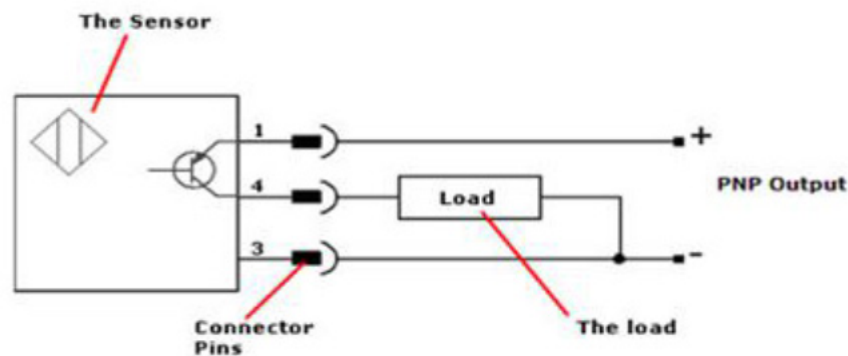 The Sensor
1
+
PNP Output
4
Load
3
-
Connector
Pins
The load